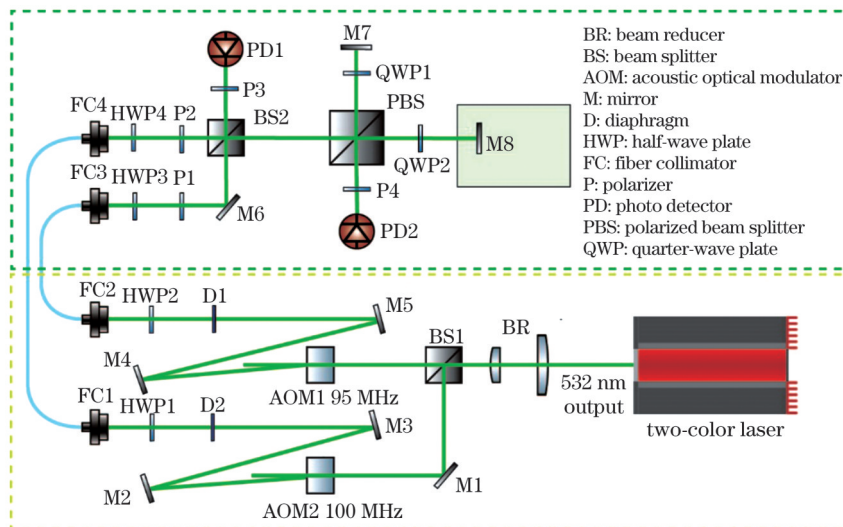 M7
PD1
QWP1
P3
PBS
FC4
HWP4
P2
BS2
M8
QWP2
FC3
HWP3
P1
P4
M6
PD2
BR: beam reducer
BS: beam splitter
AOM: acoustic optical modulator
M: mirror
D: diaphragm
HWP: half-wave plate
FC: fiber collimator
P: polarizer
PD: photo detector
PBS: polarized beam splitter
QWP: quarter-wave plate
FC2
HWP2
D1
M5
BS1
BR
M4
AOM1 95 MHz
532 nm
output
two-color laser
FC1
HWP1
D2
M3
M2
AOM2 100 MHz
M1